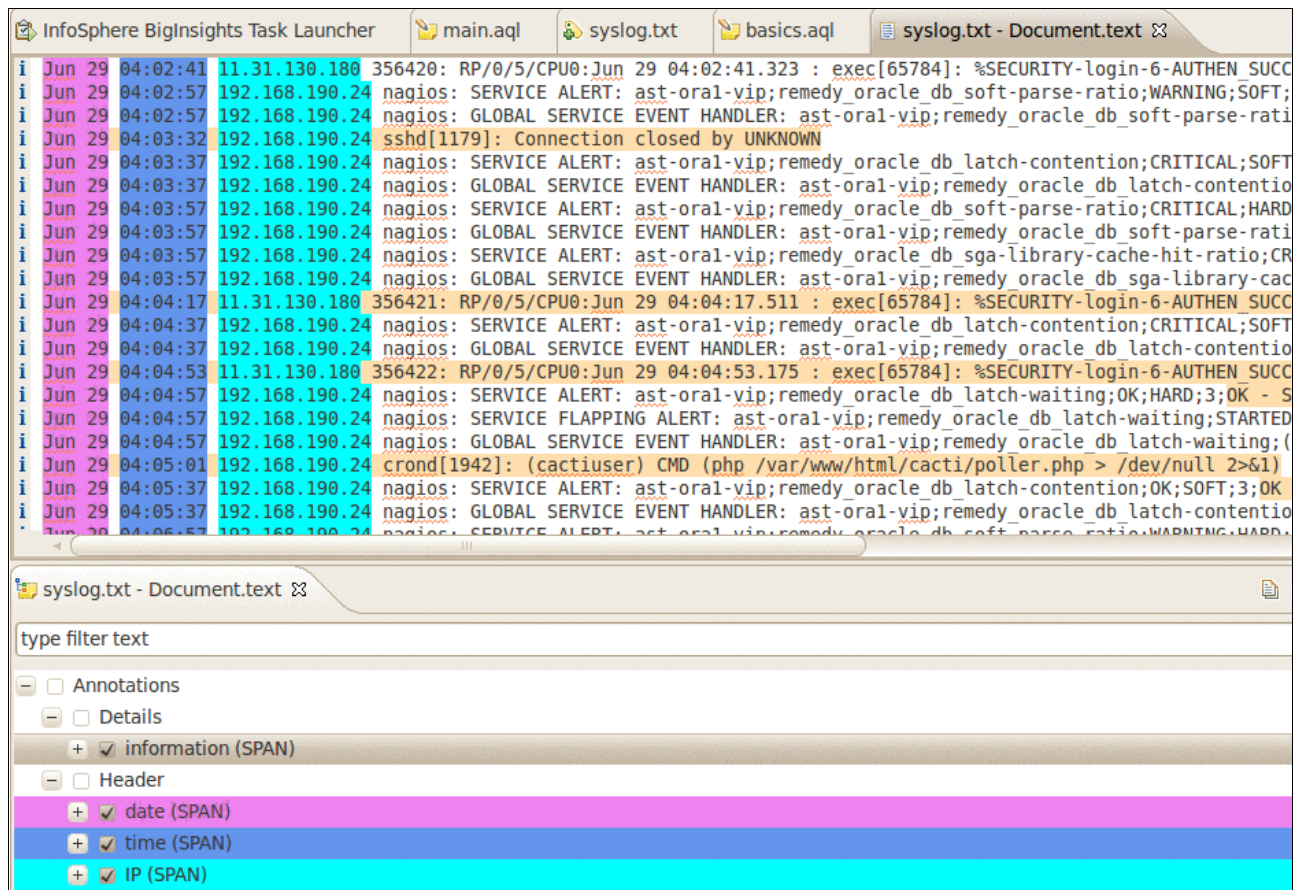 InfoSphere BigInsights Task Launcher main.aql syslog.txt basics.aql syslog.txt - Document.text
i Jun 29 04:02:41 11.31.130.180 356420: RP/0/5/CPU0:Jun 29 04:02:41.323 : exec[65784]: %SECURITY-login-6-AUTHEN_SUCC
i Jun 29 04:02:57 192.168.190.24 nagios: SERVICE ALERT: ast-ora1-vip;remedy_oracle_db_soft-parse-ratio;WARNING;SOFT;
i Jun 29 04:02:57 192.168.190.24 nagios: GLOBAL SERVICE EVENT HANDLER: ast-ora1-vip;remedy_oracle_db_soft-parse-rati
i Jun 29 04:03:32 192.168.190.24 sshd[1179]: Connection closed by UNKNOWN
i Jun 29 04:03:37 192.168.190.24 nagios: SERVICE ALERT: ast-ora1-vip;remedy_oracle_db_latch-contention;CRITICAL;SOFT
i Jun 29 04:03:37 192.168.190.24 nagios: GLOBAL SERVICE EVENT HANDLER: ast-ora1-vip;remedy_oracle_db_latch-contentio
i Jun 29 04:03:57 192.168.190.24 nagios: SERVICE ALERT: ast-ora1-vip;remedy_oracle_db_soft-parse-ratio;CRITICAL;HARD
i Jun 29 04:03:57 192.168.190.24 nagios: GLOBAL SERVICE EVENT HANDLER: ast-ora1-vip;remedy_oracle_db_soft-parse-rati
i Jun 29 04:03:57 192.168.190.24 nagios: SERVICE ALERT: ast-ora1-vip;remedy_oracle_db_sga-library-cache-hit-ratio;CR
i Jun 29 04:03:57 192.168.190.24 nagios: GLOBAL SERVICE EVENT HANDLER: ast-ora1-vip;remedy_oracle_db_sga-library-cac
i Jun 29 04:04:17 11.31.130.180 356421: RP/0/5/CPU0:Jun 29 04:04:17.511 : exec[65784]: %SECURITY-login-6-AUTHEN_SUCC
i Jun 29 04:04:37 192.168.190.24 nagios: SERVICE ALERT: ast-ora1-vip;remedy_oracle_db_latch-contention;CRITICAL;SOFT
i Jun 29 04:04:37 192.168.190.24 nagios: GLOBAL SERVICE EVENT HANDLER: ast-ora1-vip;remedy_oracle_db_latch-contentio
i Jun 29 04:04:53 11.31.130.180 356422: RP/0/5/CPU0:Jun 29 04:04:53.175 : exec[65784]: %SECURITY-login-6-AUTHEN_SUCC
i Jun 29 04:04:57 192.168.190.24 nagios: SERVICE ALERT: ast-ora1-vip;remedy_oracle_db_latch-waiting;OK;HARD;3;OK - S
i Jun 29 04:04:57 192.168.190.24 nagios: SERVICE FLAPPING ALERT: ast-ora1-vip;remedy_oracle_db_latch-waiting;STARTED
i Jun 29 04:04:57 192.168.190.24 nagios: GLOBAL SERVICE EVENT HANDLER: ast-ora1-vip;remedy_oracle_db_latch-waiting;(
i Jun 29 04:05:01 192.168.190.24 crond[1942]: (cactiuser) CMD (php /var/www/html/cacti/poller.php > /dev/null 2>&1)
i Jun 29 04:05:37 192.168.190.24 nagios: SERVICE ALERT: ast-ora1-vip;remedy_oracle_db_latch-contention;OK;SOFT;3;OK
i Jun 29 04:05:37 192.168.190.24 nagios: GLOBAL SERVICE EVENT HANDLER: ast-ora1-vip;remedy_oracle_db_latch-contentio
Jun 29 04:06:57 192.168.190.24 nagios: SERVICE ALERT: ast-ora1-vip;remedy_oracle_db_soft-parse-ratio;WARNING;HARD;
syslog.txt - Document.text
type filter text
Annotations
Details
information (SPAN)
Header
date (SPAN)
time (SPAN)
IP (SPAN)